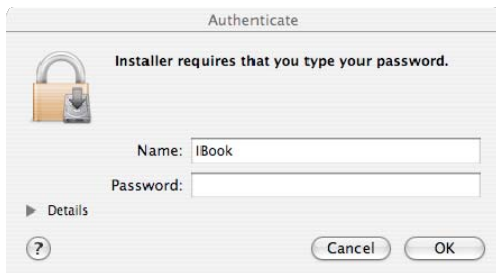 Authenticate
Installer requires that you type your password.
Name: IBook
Password:
Details
?
Cancel OK